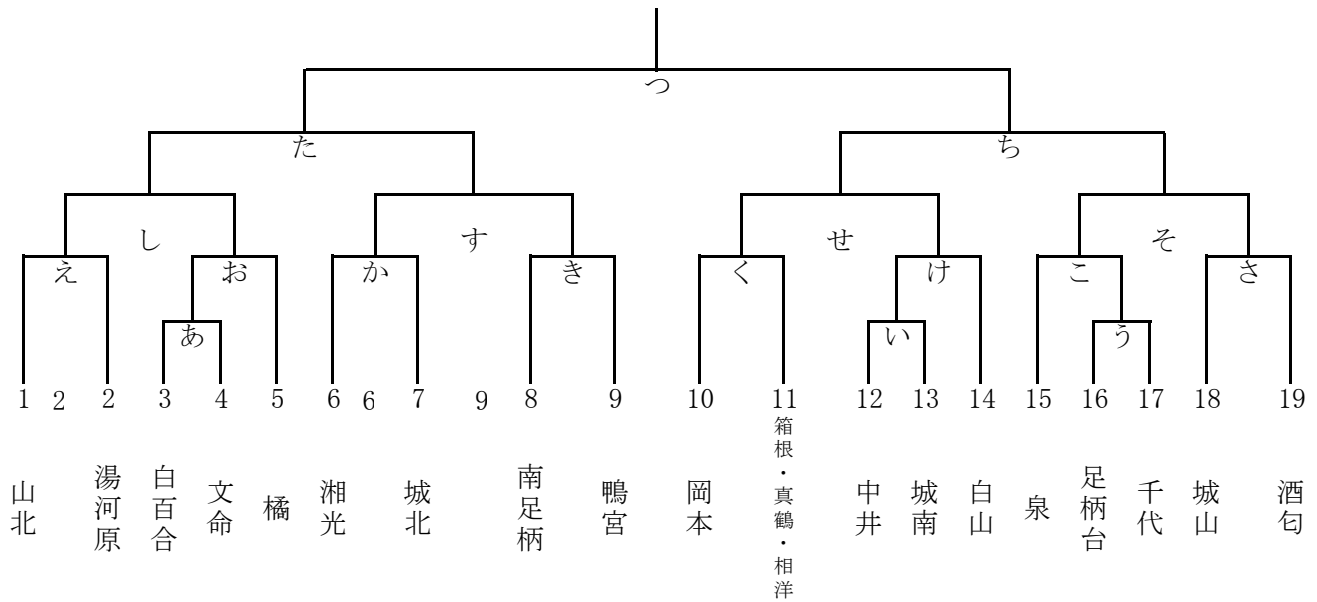 つ
た ち
し す せ そ
え お か き く け こ さ
あ い う
1 2 2 3 4 5 6 6 7 9 8 9 10 11 12 13 14 15 16 17 18 19
山北
湯河原
白百合
文命
橘
湘光
城北
南足柄
鴨宮
岡本
箱根・真鶴・相洋
中井
城南
白山
泉
足柄台
千代
城山
酒匂